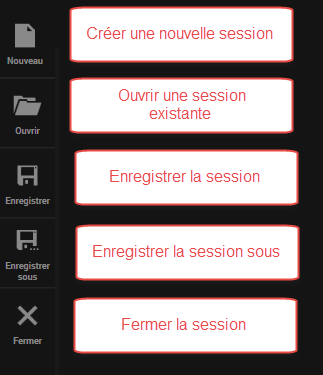 Nouveau
Créer une nouvelle session
Ouvrir
Ouvrir une session
existante
Enregistrer
Enregistrer la session
Enregistrer
sous
Enregistrer la session sous
Fermer
Fermer la session